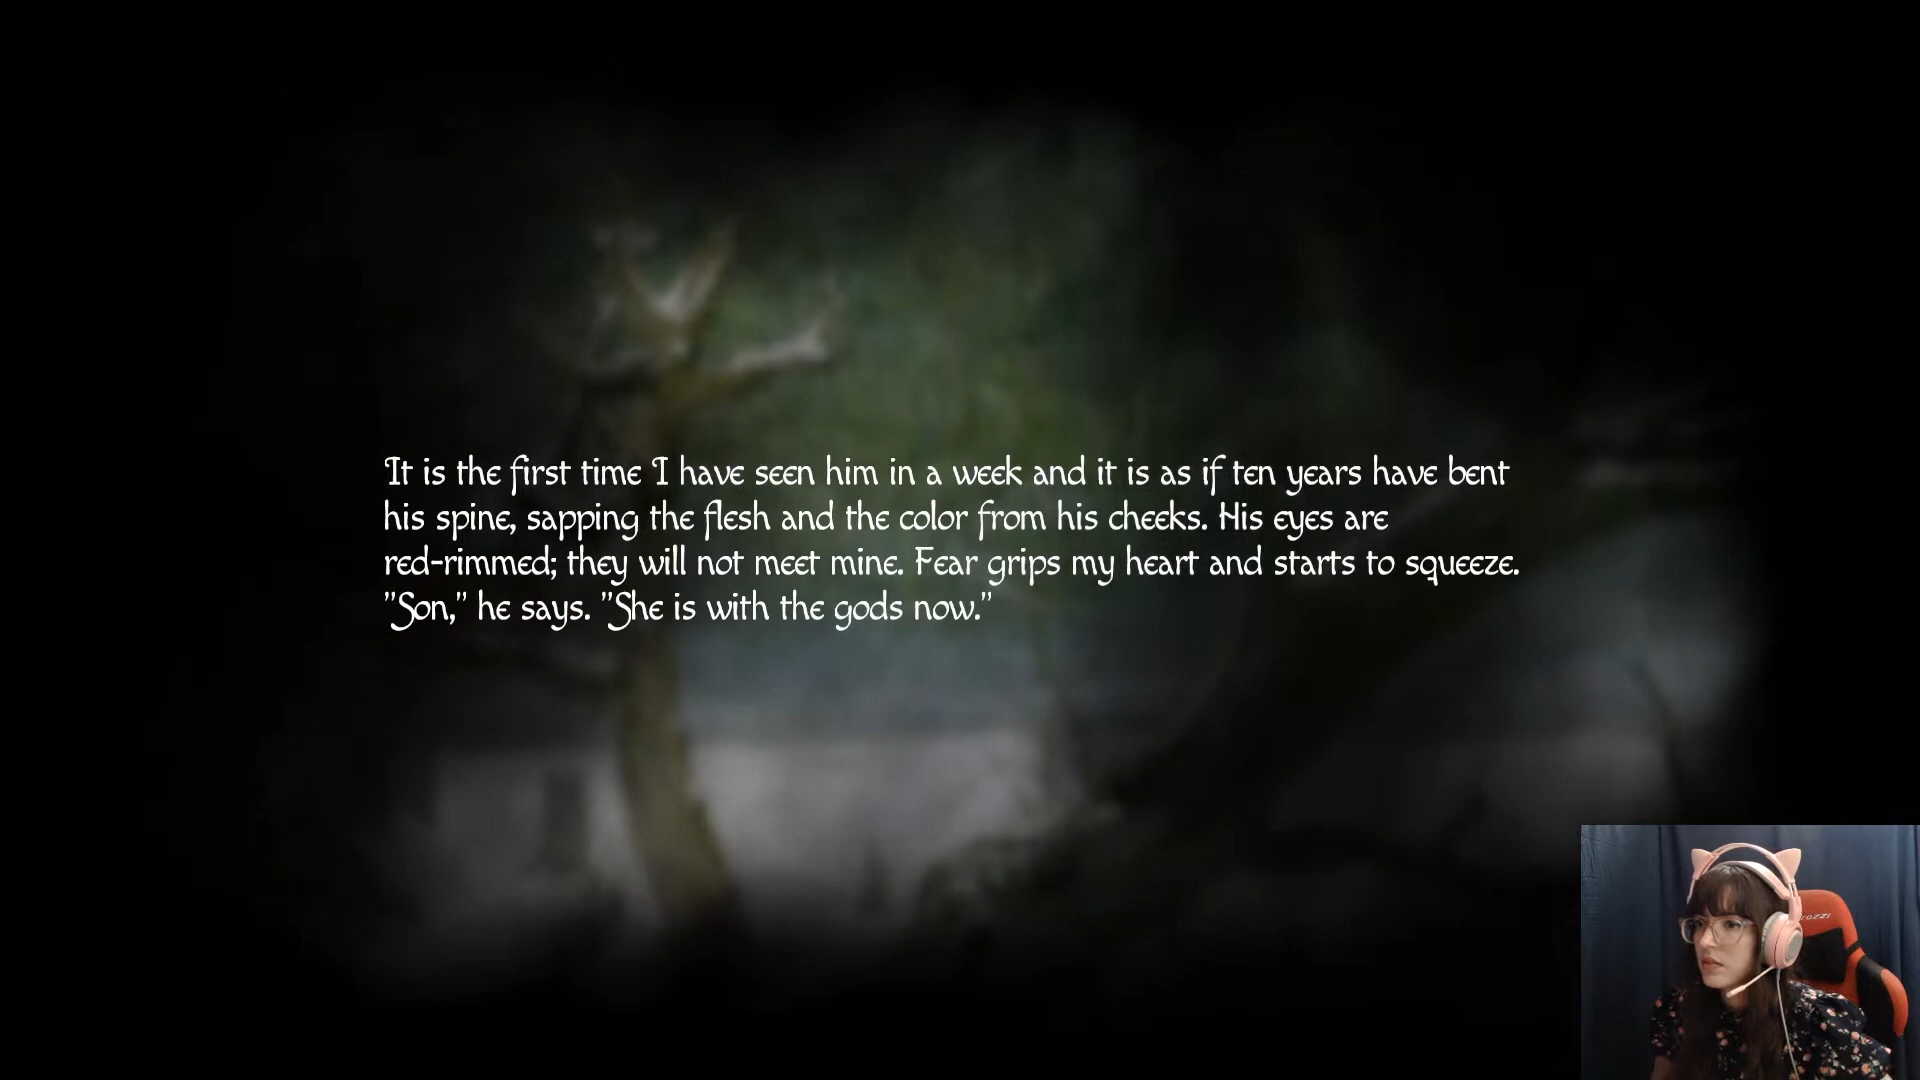 It is the first time I have seen him in a week and it is as if ten years have bent
his spine, sapping the flesh and the color from his cheeks. His eyes are
red-rimmed; they will not meet mine. Fear grips my heart and starts to squeeze.
"Son," he says. "She is with the gods now."